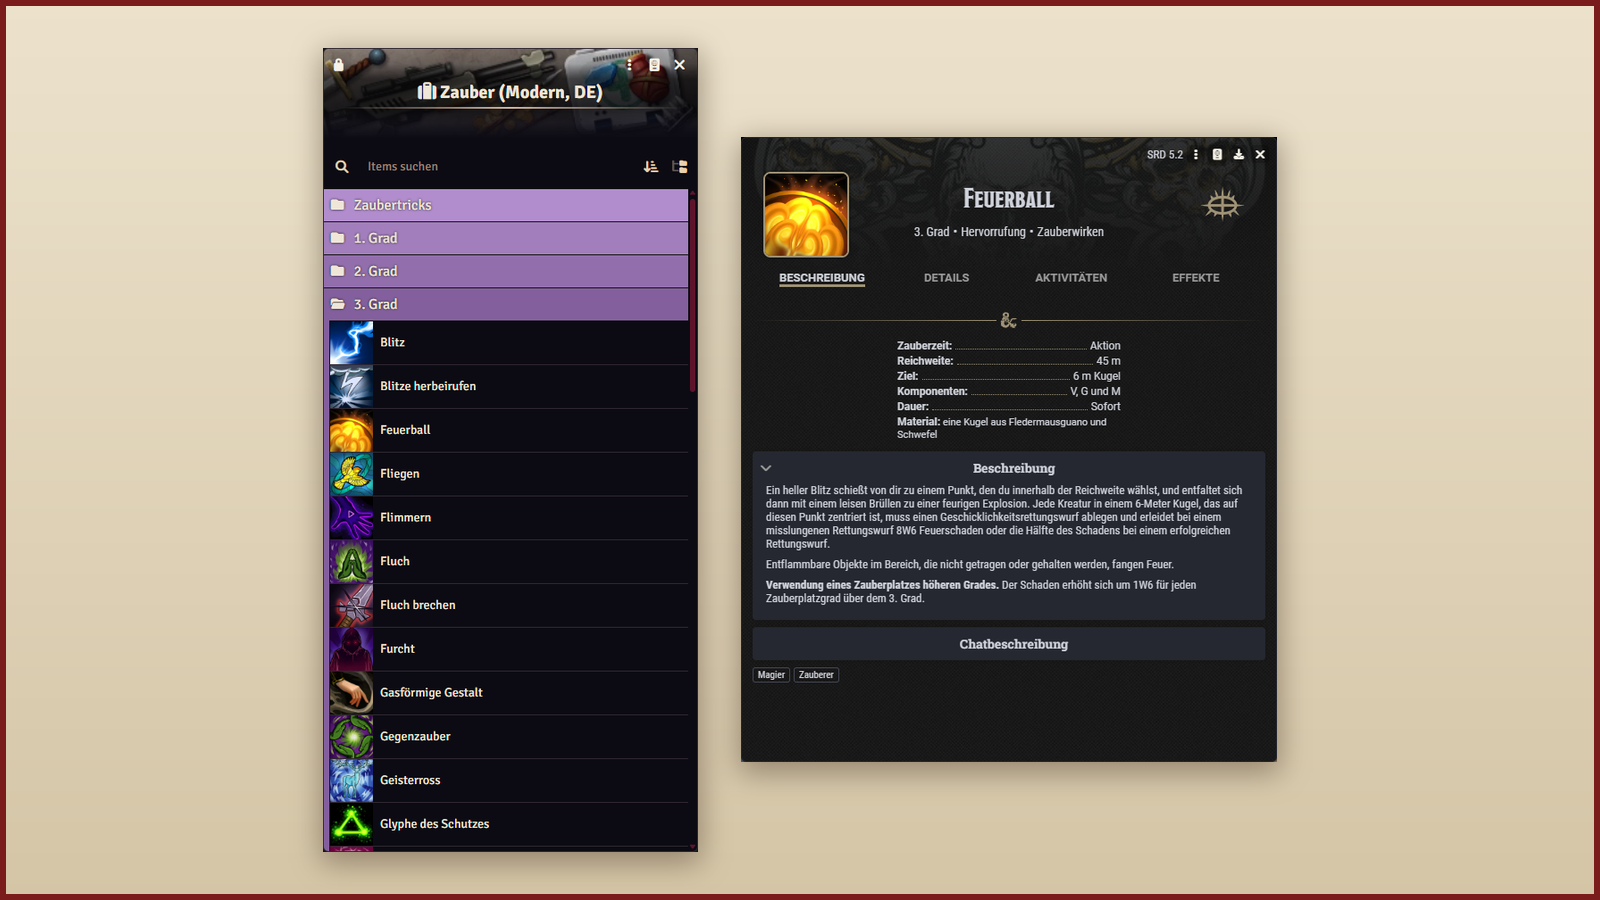 Zauber (Modern, DE)
Items suchen
Zaubertricks
1. Grad
2. Grad
3. Grad
Blitz
Blitze herbeirufen
Feuerball
Fliegen
Flimmern
Fluch
Fluch brechen
Furcht
Gasförmige Gestalt
Gegenzauber
Geisterross
Glyphe des Schutzes
SRD 5.2
Feuerball
3. Grad • Hervorrufung • Zauberwirken
BESCHREIBUNG DETAILS AKTIVITÄTEN EFFEKTE
Zauberzeit: Aktion
Reichweite: 45 m
Ziel: 6 m Kugel
Komponenten: V, G und M
Dauer: Sofort
Material: eine Kugel aus Fledermausguano und
Schwefel
Beschreibung
Ein heller Blitz schießt von dir zu einem Punkt, den du innerhalb der Reichweite wählst, und entfaltet sich
dann mit einem leisen Brüllen zu einer feurigen Explosion. Jede Kreatur in einem 6-Meter Kugel, das auf
diesen Punkt zentriert ist, muss einen Geschicklichkeitsrettungswurf ablegen und erleidet bei einem
misslungenen Rettungswurf 8W6 Feuerschaden oder die Hälfte des Schadens bei einem erfolgreichen
Rettungswurf.
Entflammbare Objekte im Bereich, die nicht getragen oder gehalten werden, fangen Feuer.
Verwendung eines Zauberplatzes höheren Grades. Der Schaden erhöht sich um 1W6 für jeden
Zauberplatzgrad über dem 3. Grad.
Chatbeschreibung
Magier Zauberer